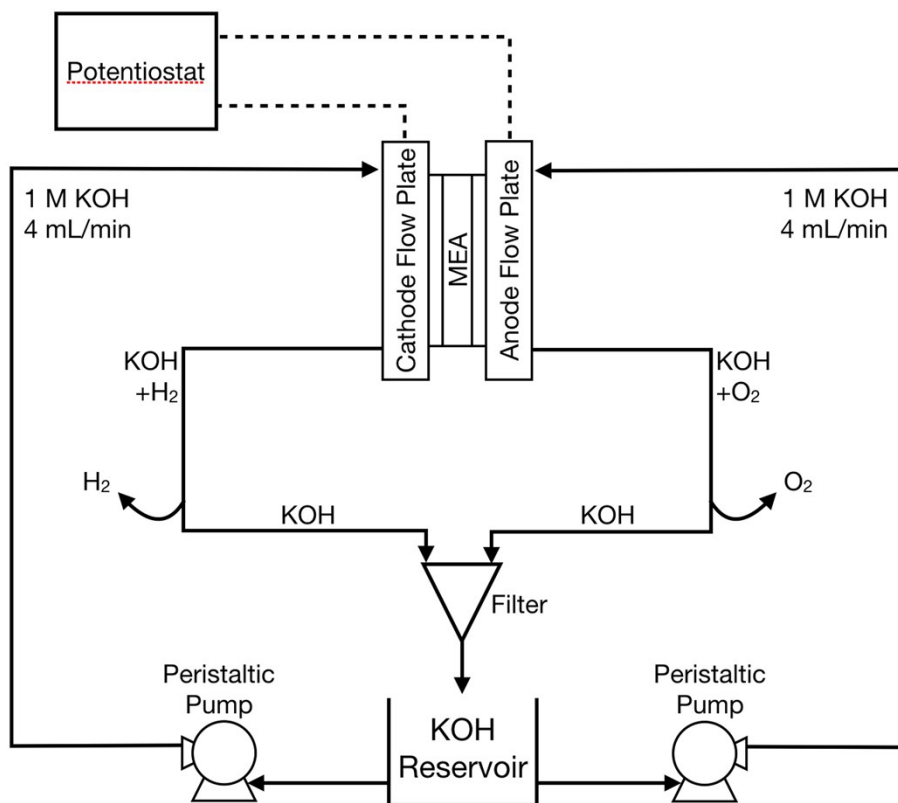 Potentiostat
1 M KOH
4 mL/min
Cathode Flow Plate
MEA
Anode Flow Plate
1 M KOH
4 mL/min
KOH
+H₂
KOH
+O₂
H₂
KOH
KOH
O₂
Filter
Peristaltic
Pump
KOH
Reservoir
Peristaltic
Pump